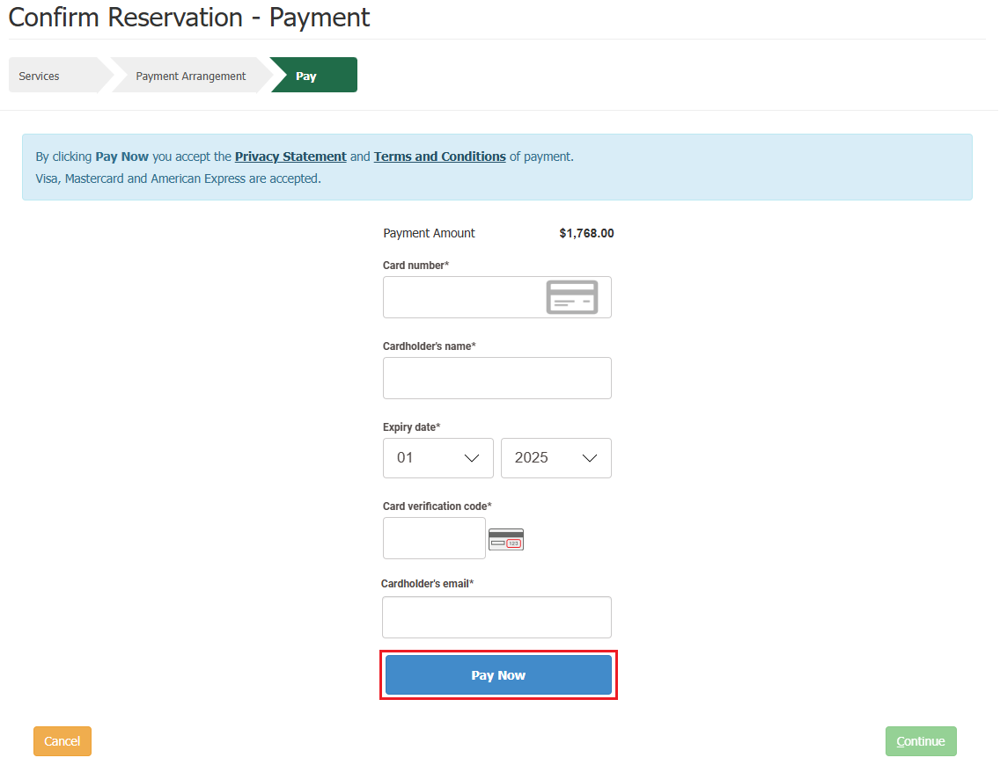 Confirm Reservation - Payment
Services
Payment Arrangement
Pay
By clicking Pay Now you accept the Privacy Statement and Terms and Conditions of payment.
Visa, Mastercard and American Express are accepted.
Payment Amount $1,768.00
Card number*
Cardholder's name*
Expiry date*
01 2025
Card verification code*
123
Cardholder's email*
Pay Now
Cancel Continue